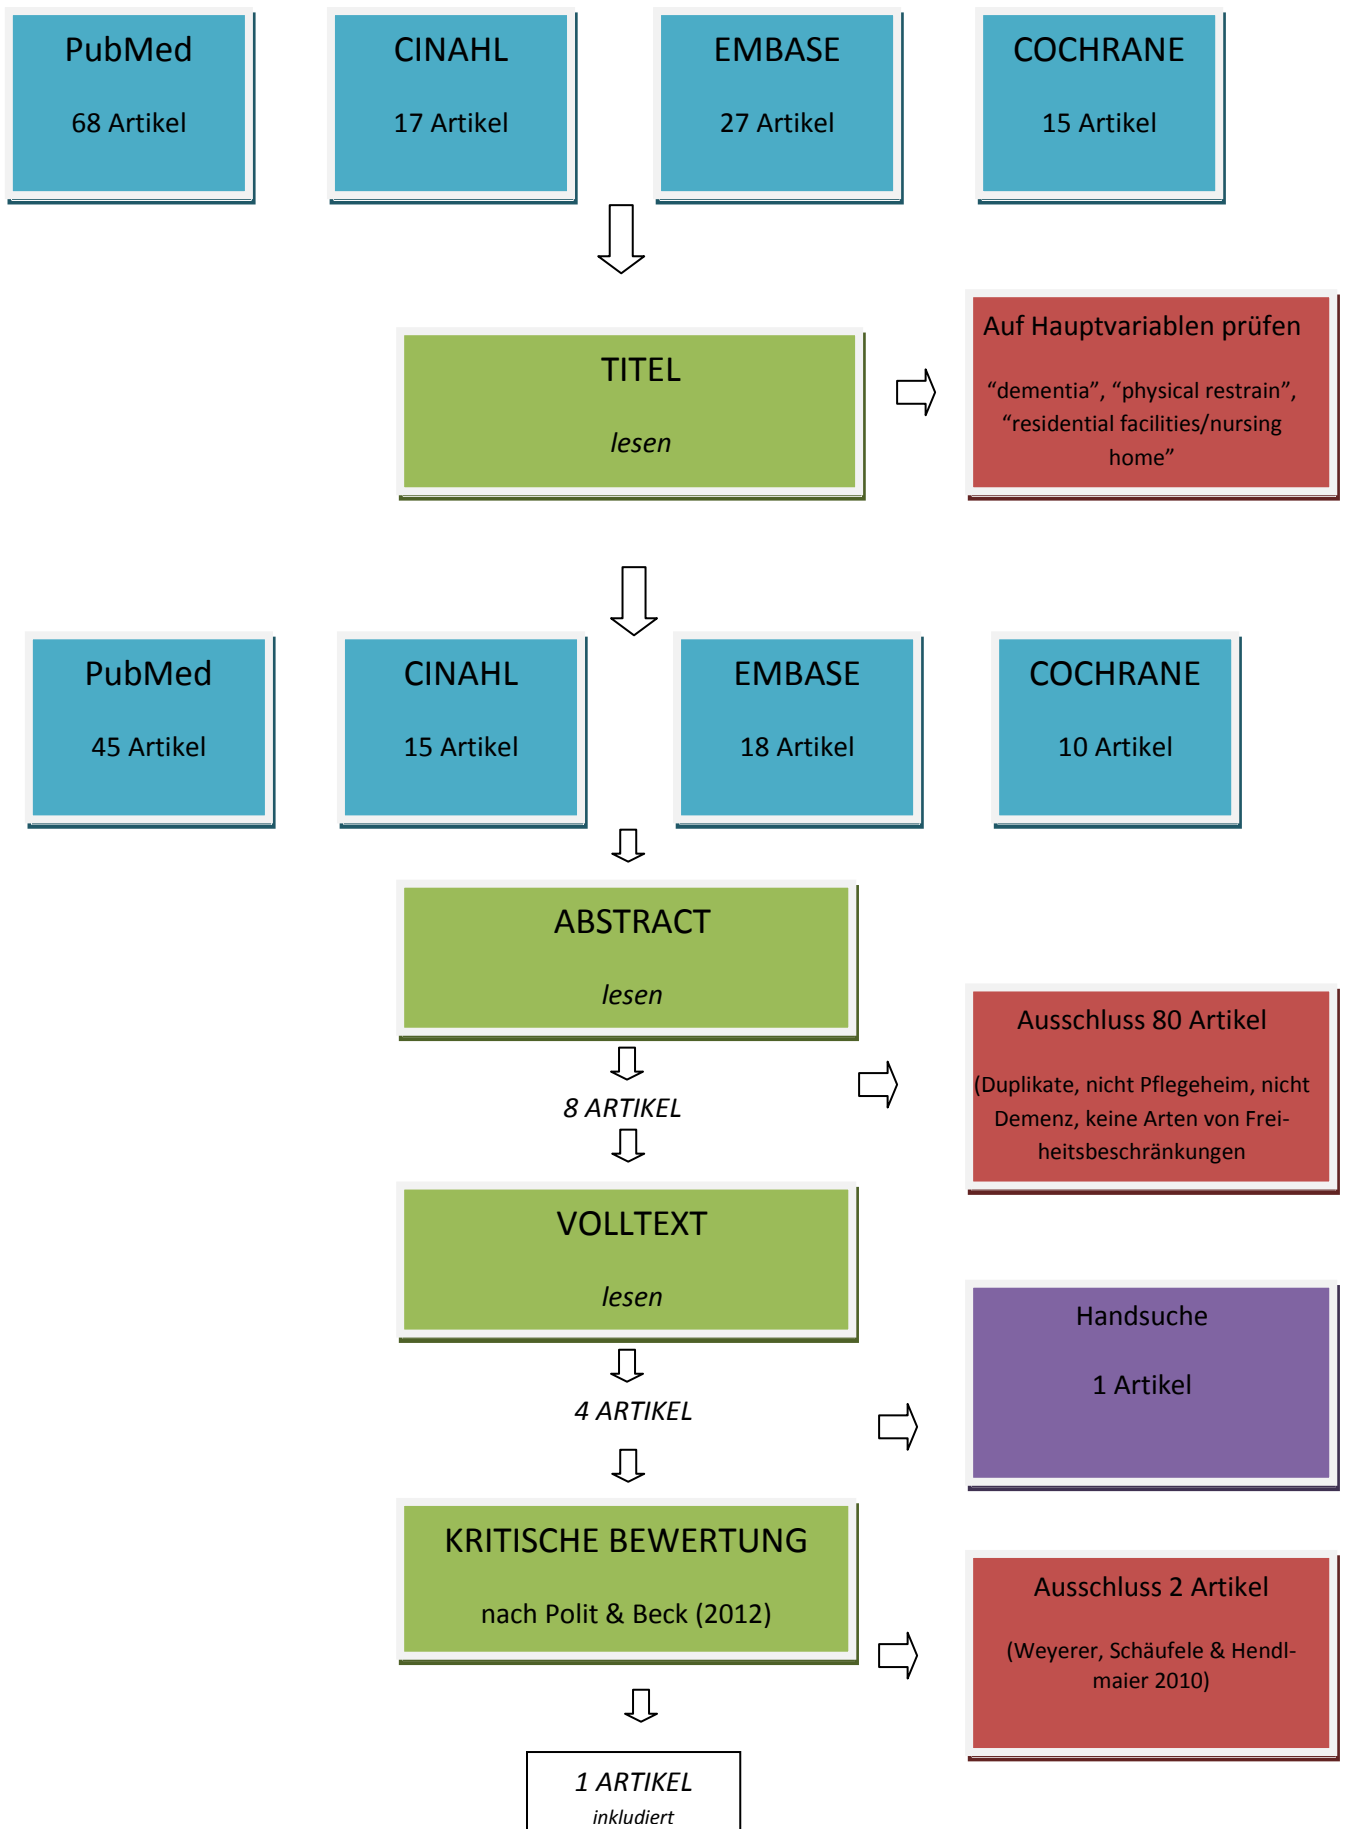 PubMed
68 Artikel
CINAHL
17 Artikel
EMBASE
27 Artikel
COCHRANE
15 Artikel
TITEL
lesen
Auf Hauptvariablen prüfen
“dementia”, “physical restrain”,
“residential facilities/nursing
home”
PubMed
45 Artikel
CINAHL
15 Artikel
EMBASE
18 Artikel
COCHRANE
10 Artikel
ABSTRACT
lesen
Ausschluss 80 Artikel
(Duplikate, nicht Pflegeheim, nicht
Demenz, keine Arten von Frei-
heitsbeschränkungen
8 ARTIKEL
VOLLTEXT
lesen
Handsuche
1 Artikel
4 ARTIKEL
KRITISCHE BEWERTUNG
nach Polit & Beck (2012)
Ausschluss 2 Artikel
(Weyerer, Schäufele & Hendl-
maier 2010)
1 ARTIKEL
inkludiert